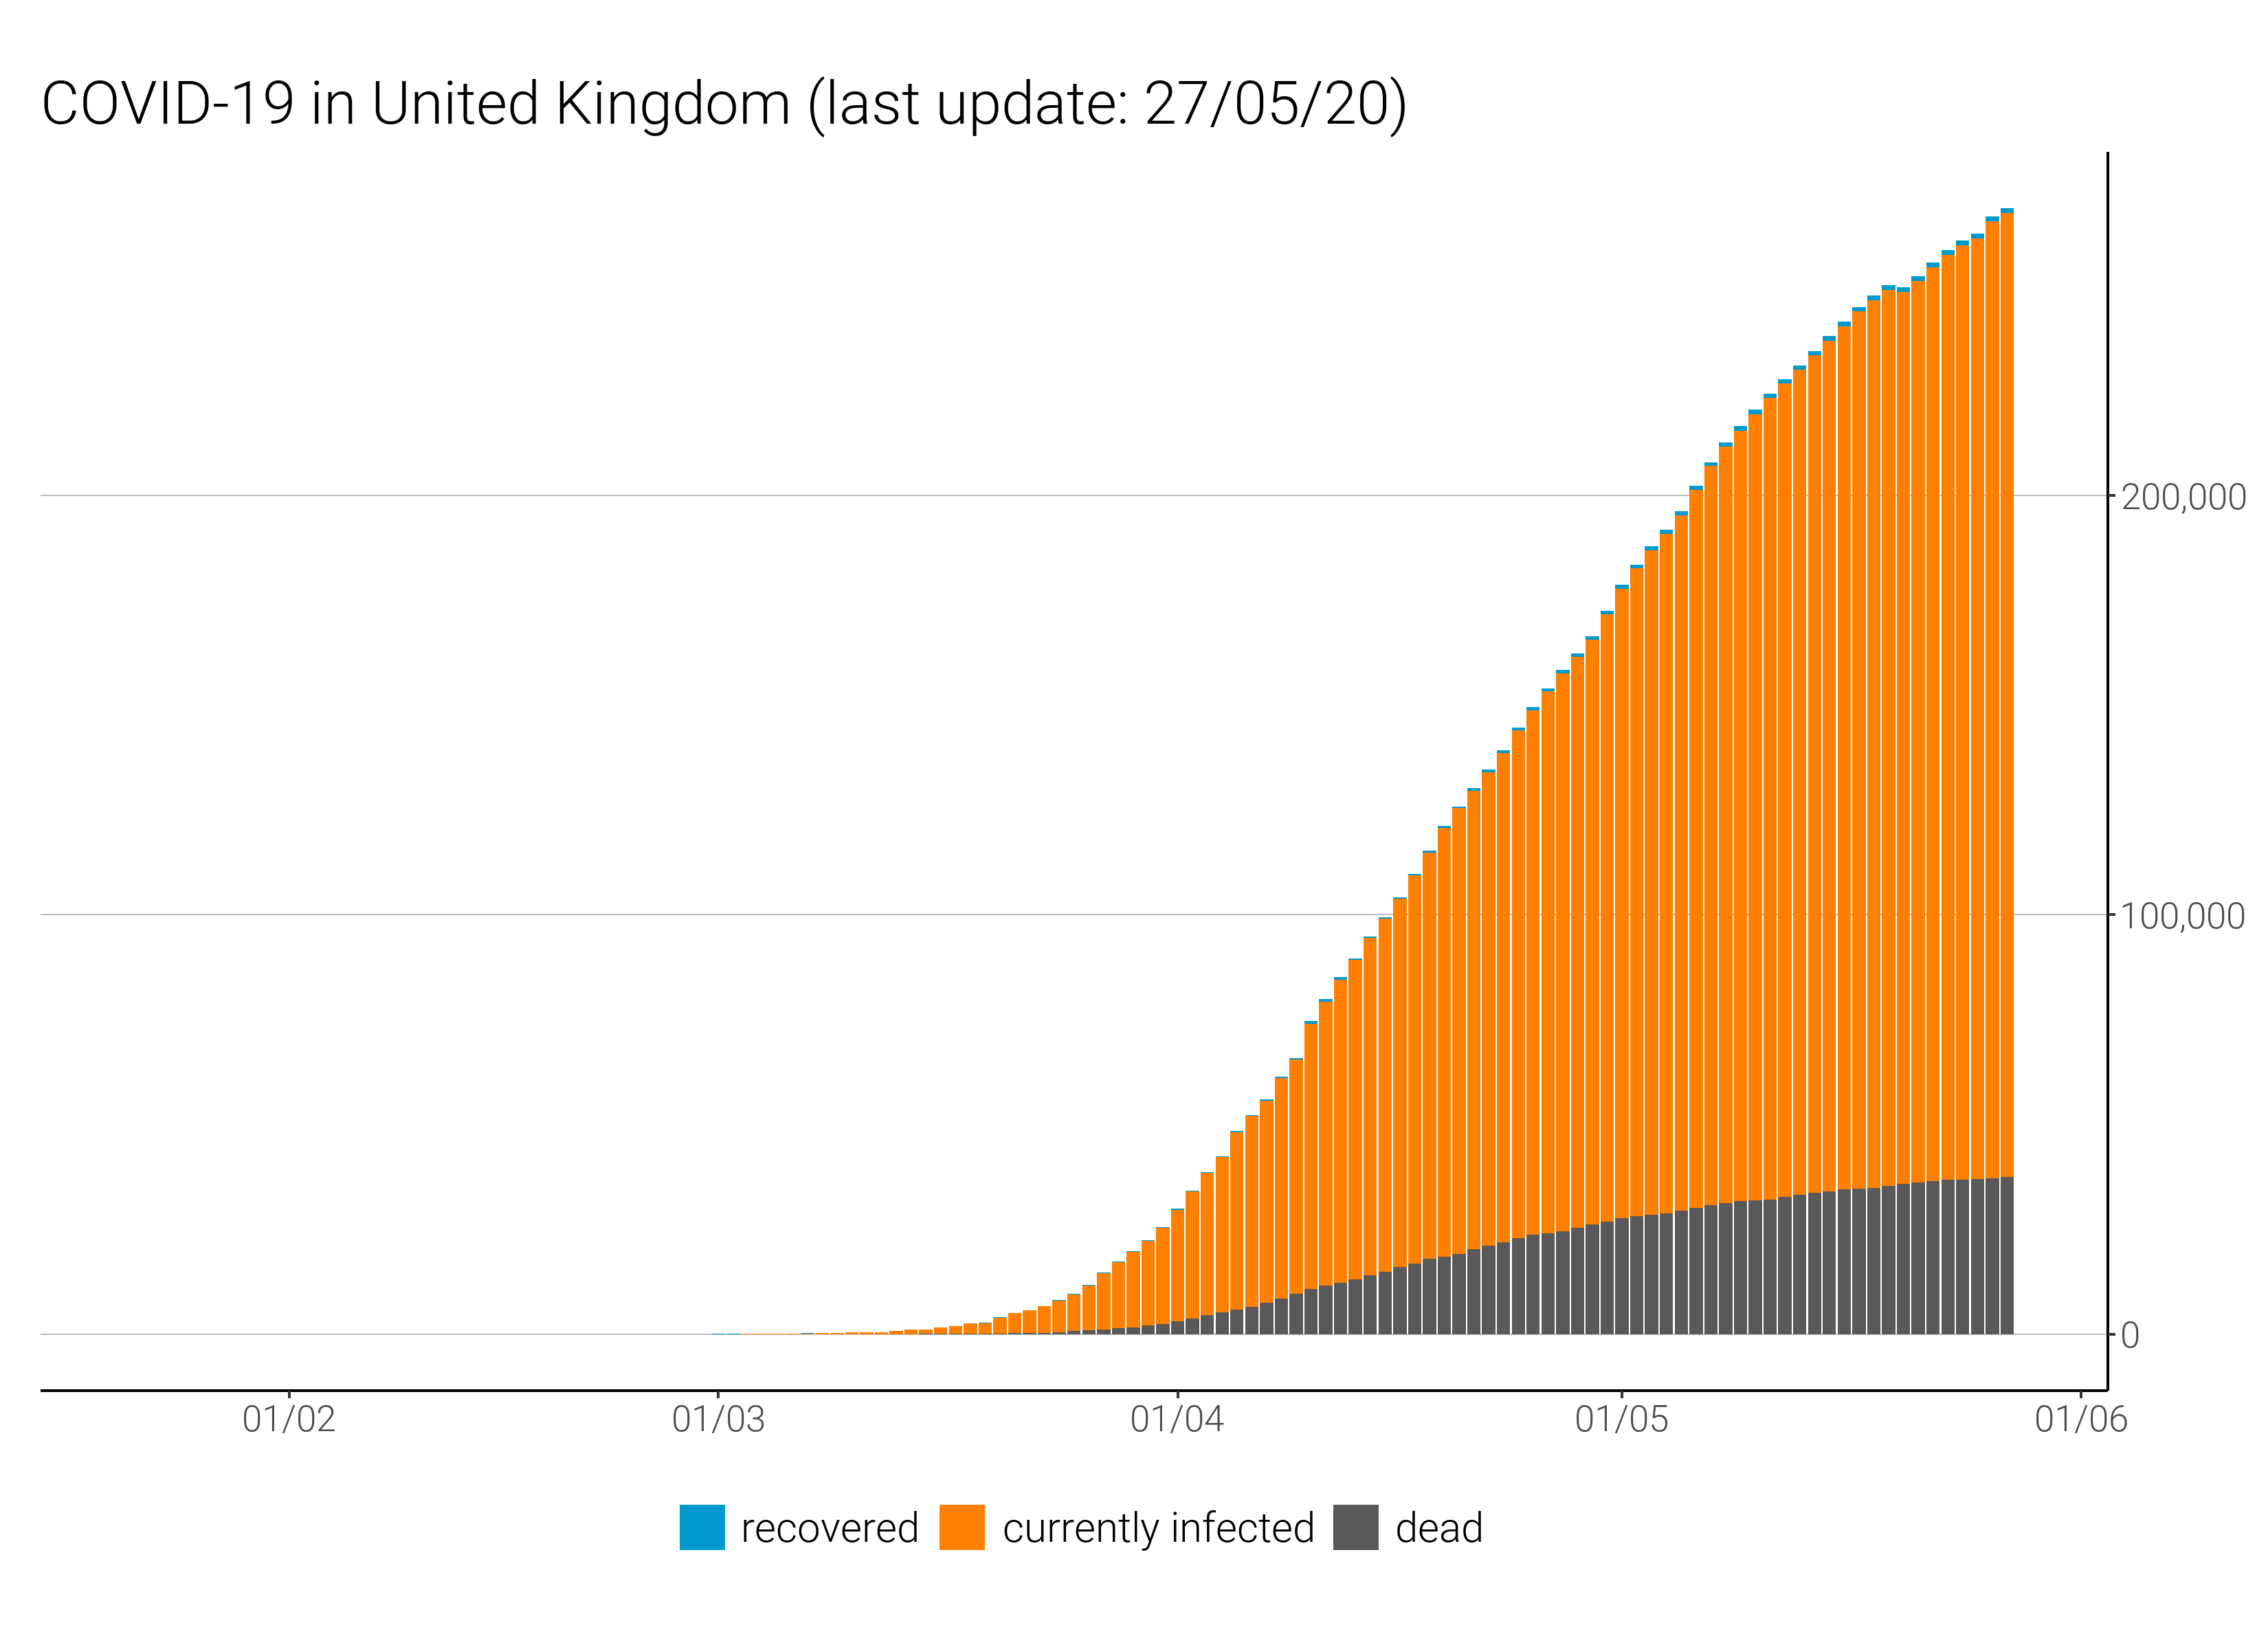 COVID-19 in United Kingdom (last update: 27/05/20)
200,000
100,000
0
01/02 01/03 01/04 01/05 01/06
recovered currently infected dead